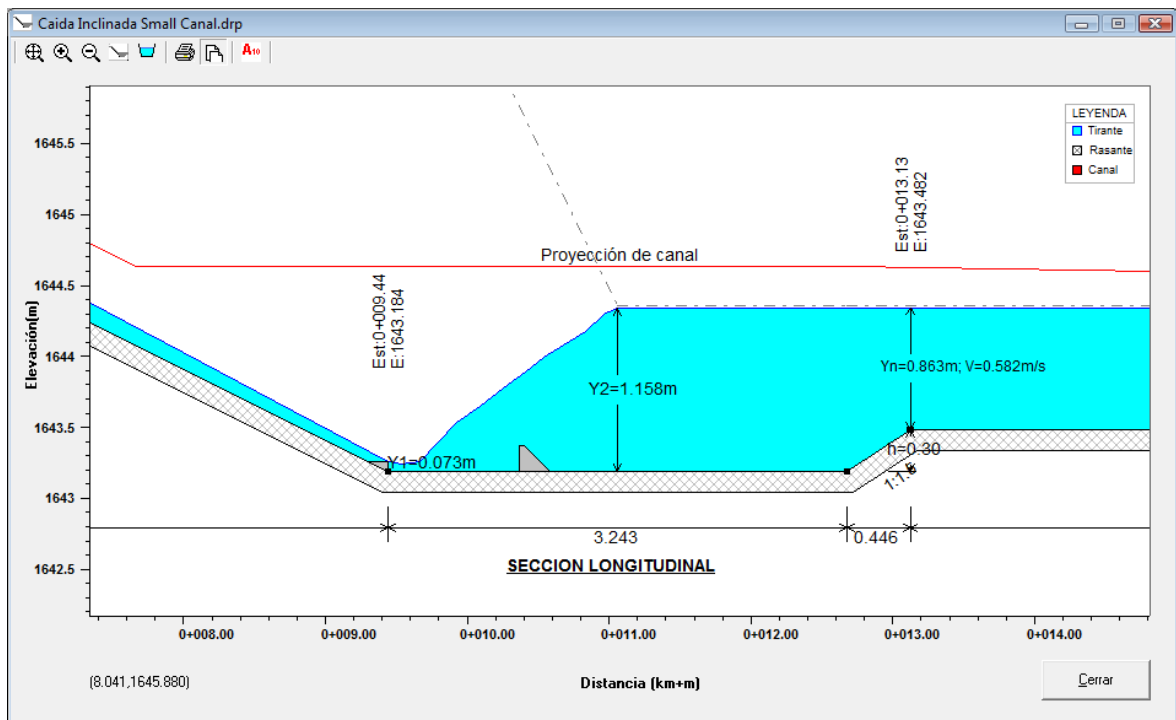 Caida Inclinada Small Canal.drp
A10
LEYENDA
Tirante
Rasante
Canal
Elevación(m)
1645.5
1645
1644.5
1644
1643.5
1643
1642.5
Proyección de canal
Est:0+009.44
E:1643.184
Est:0+013.13
E:1643.482
Y1=0.073m
Y2=1.158m
Yn=0.863m; V=0.582m/s
h=0.30
1:1.5
3.243
0.446
SECCION LONGITUDINAL
0+008.00
0+009.00
0+010.00
0+011.00
0+012.00
0+013.00
0+014.00
(8.041,1645.880)
Distancia (km+m)
Cerrar